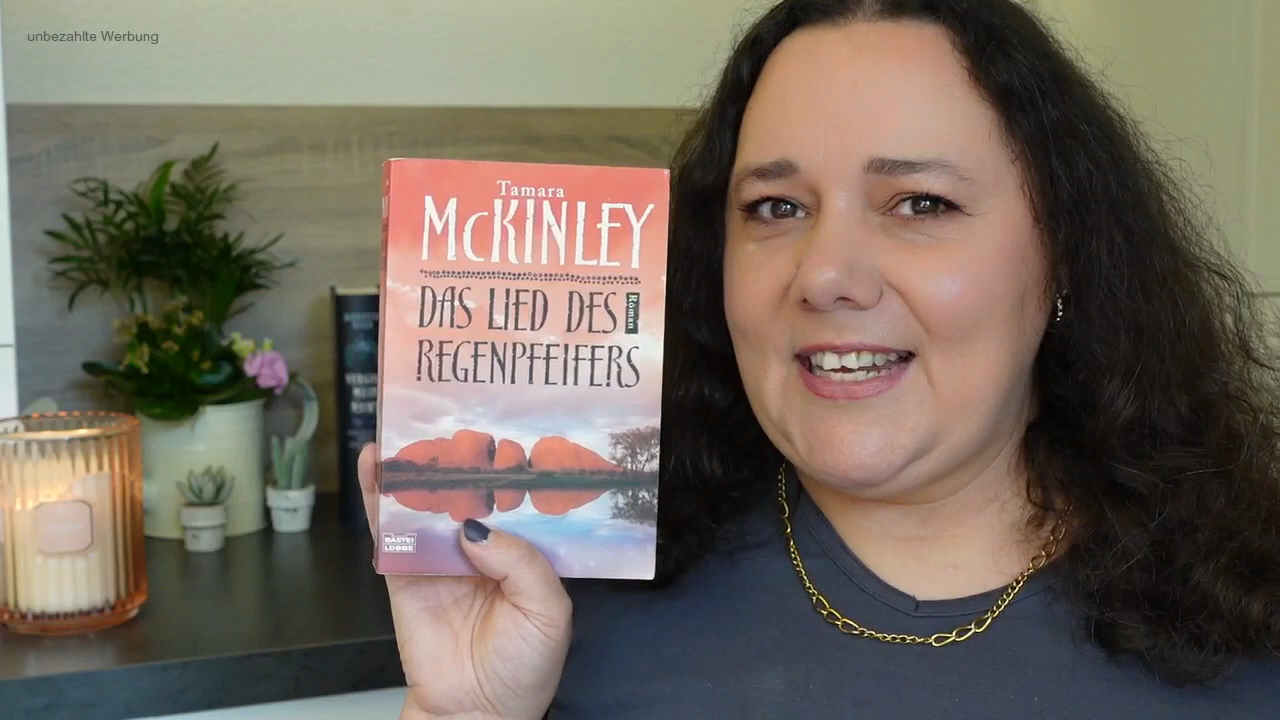 unbezahlte Werbung
Tamara
McKINLEY
DAS LIED DES
Roman
REGENPFEIFERS
BASTEI
LÜBBE